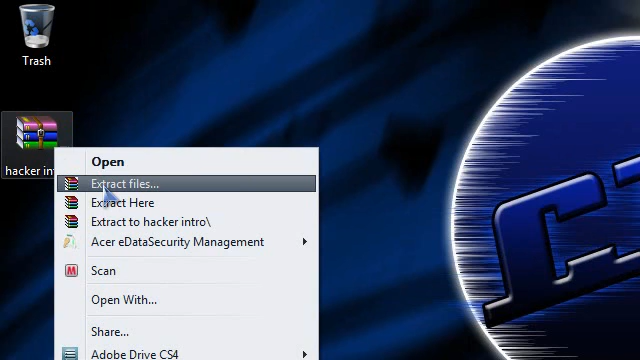 Trash
hacker in
Open
Extract files...
Extract Here
Extract to hacker intro\
Acer eDataSecurity Management
Scan
Open With...
Share...
Adobe Drive CS4